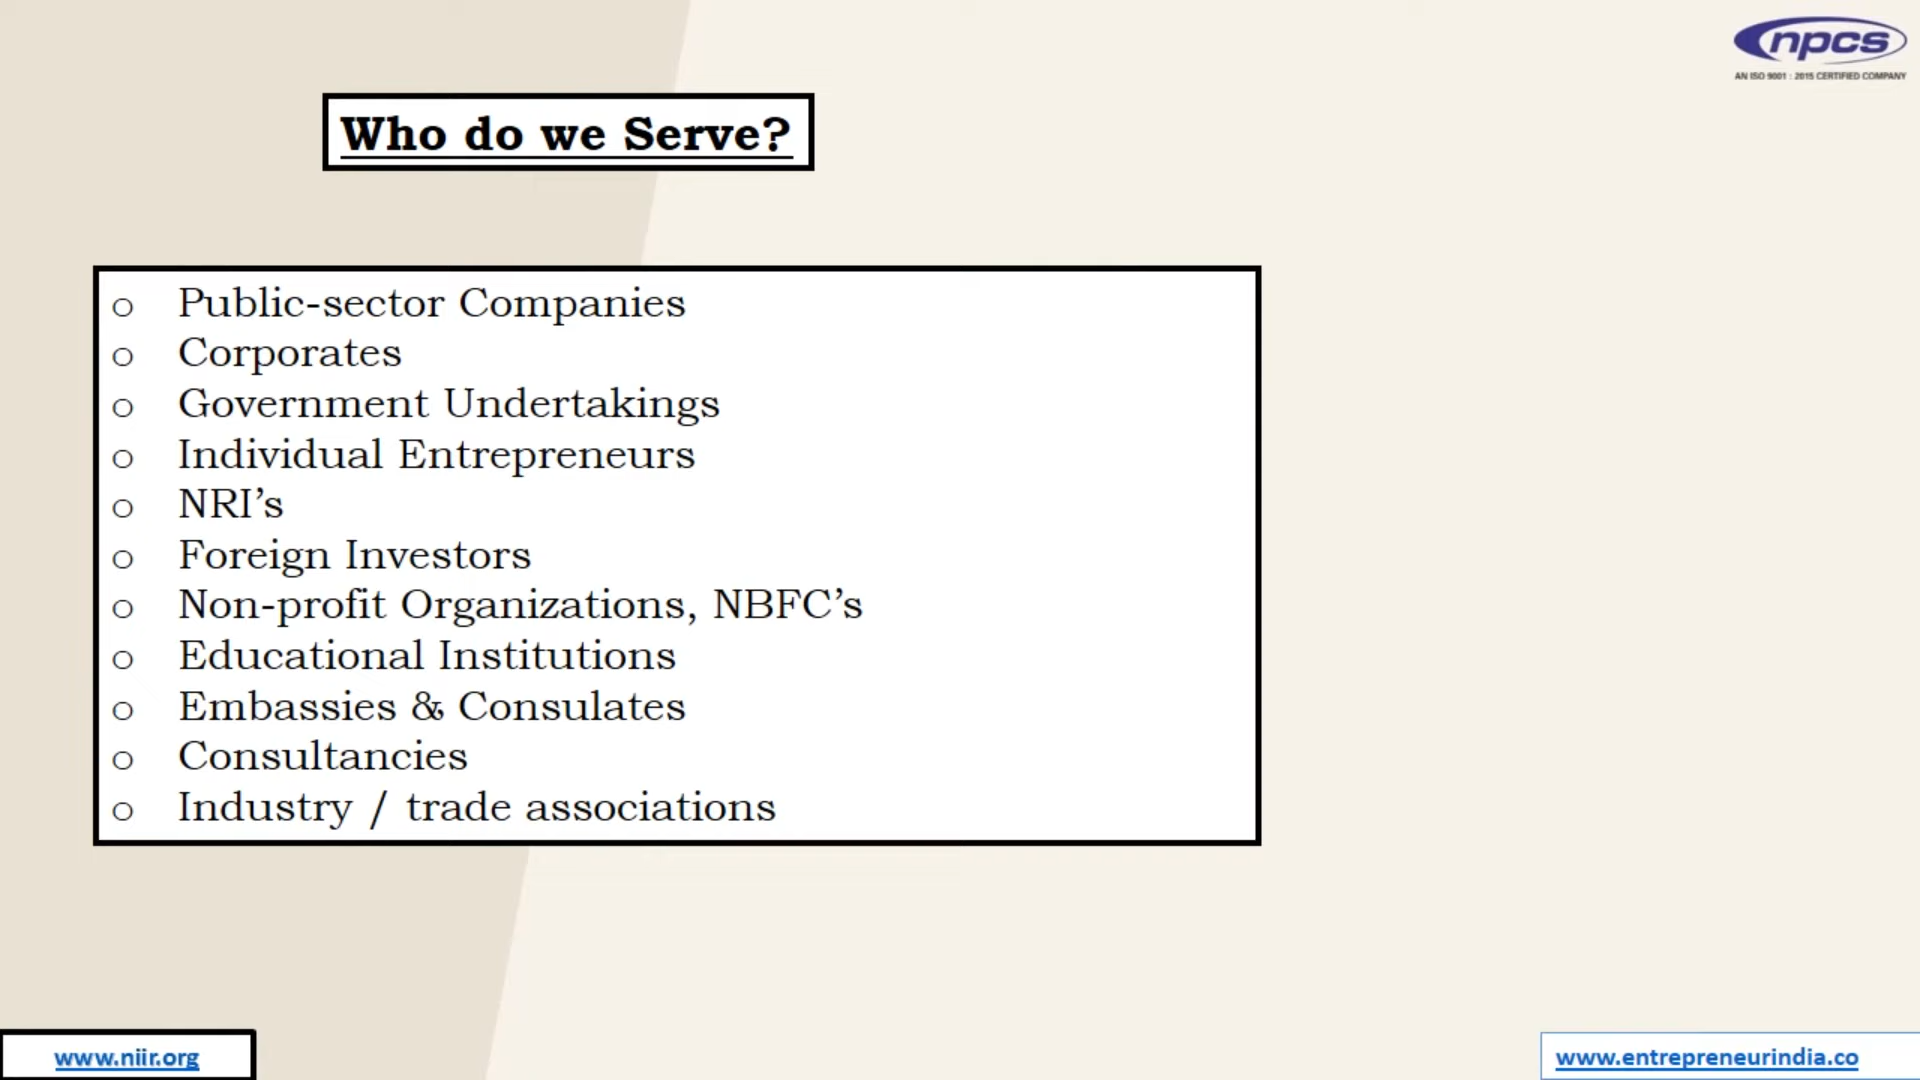 npcs
AN ISO 9001 : 2015 CERTIFIED COMPANY
Who do we Serve?
o Public-sector Companies
o Corporates
o Government Undertakings
o Individual Entrepreneurs
o NRI’s
o Foreign Investors
o Non-profit Organizations, NBFC’s
o Educational Institutions
o Embassies & Consulates
o Consultancies
o Industry / trade associations
www.niir.org
www.entrepreneurindia.co